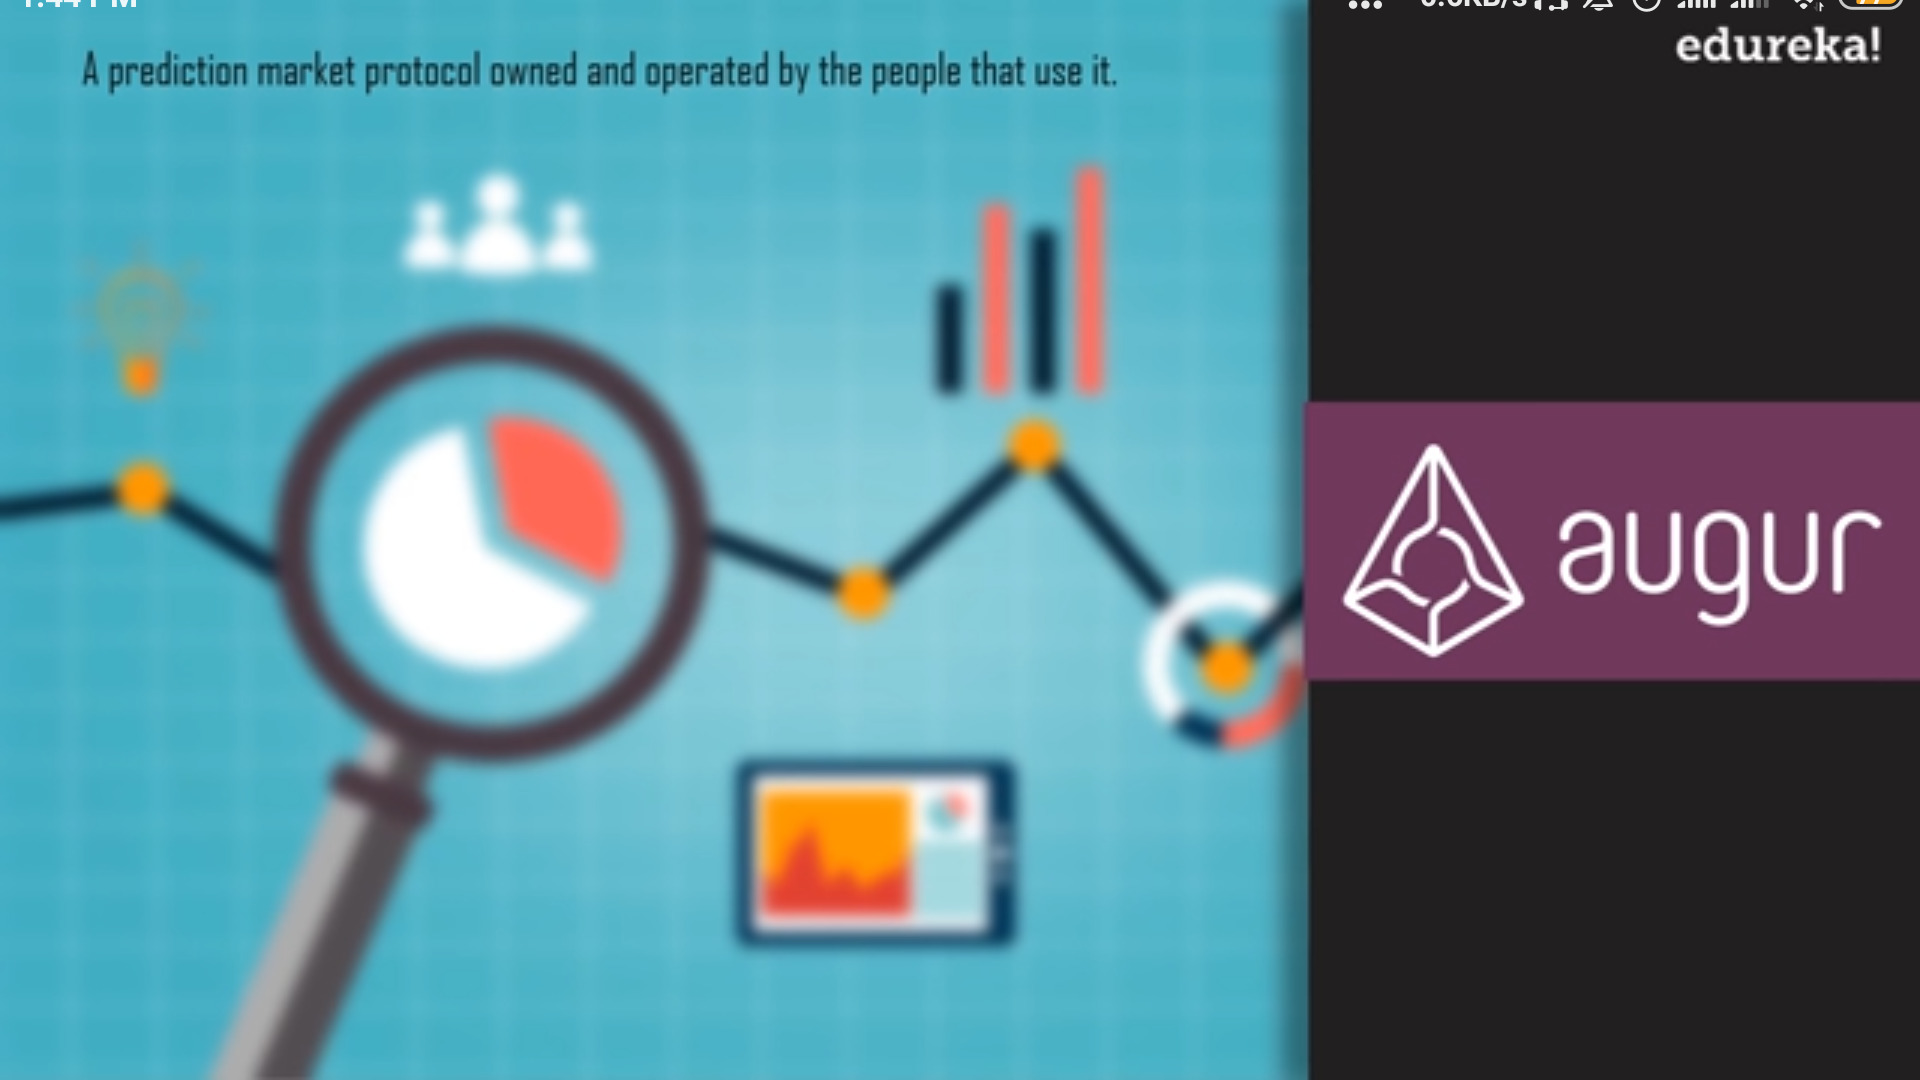 A prediction market protocol owned and operated by the people that use it.
edureka!
augur